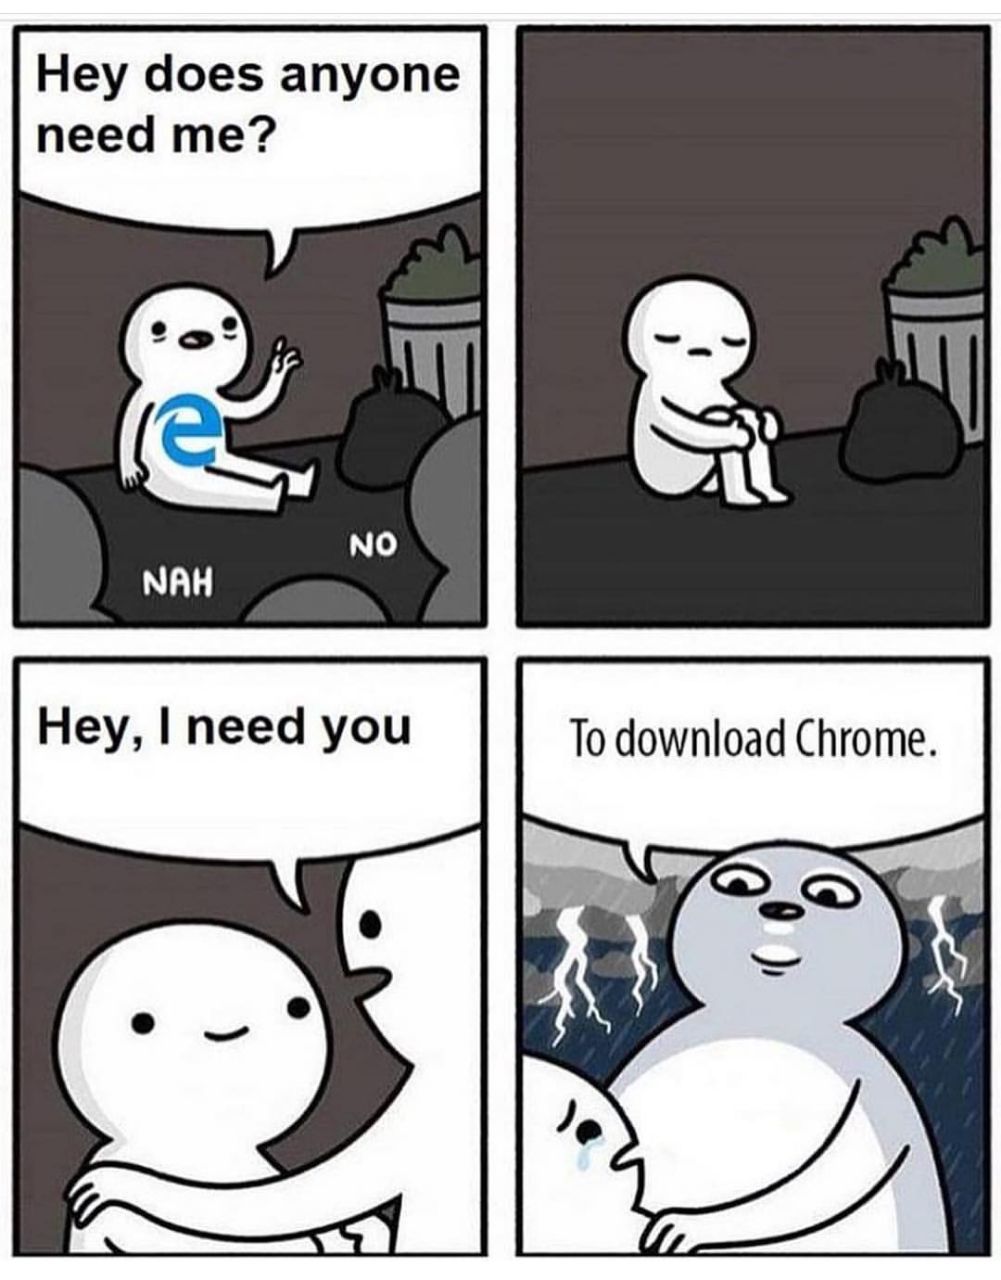 Hey does anyone
need me?
e
NO
NAH
Hey, I need you
To download Chrome.